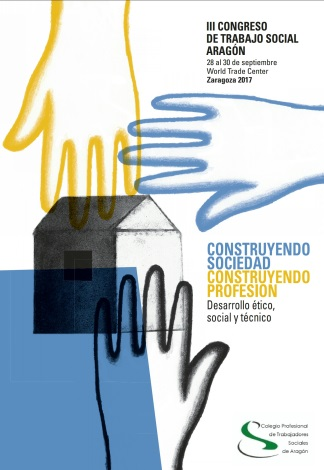 III CONGRESO
DE TRABAJO SOCIAL
ARAGÓN
28 al 30 de septiembre
World Trade Center
Zaragoza 2017
CONSTRUYENDO
SOCIEDAD
CONSTRUYENDO
PROFESIÓN
Desarrollo ético,
social y técnico
Colegio Profesional
de Trabajadores
Sociales
de Aragón